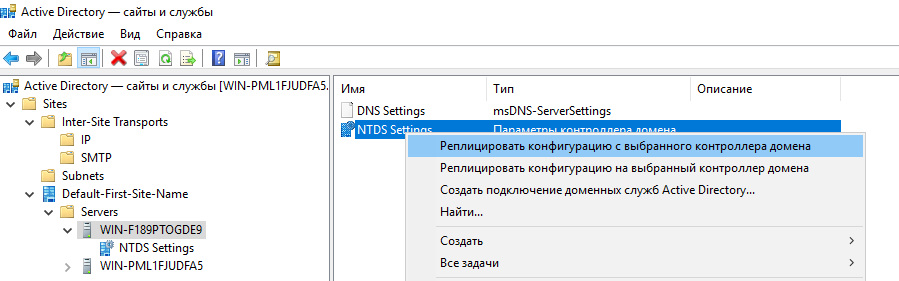 Active Directory — сайты и службы
Файл Действие Вид Справка
Active Directory — сайты и службы [WIN-PML1FJUDFA5.
Sites
Inter-Site Transports
IP
SMTP
Subnets
Default-First-Site-Name
Servers
WIN-F189PTOGDE9
NTDS Settings
WIN-PML1FJUDFA5
Имя Тип Описание
DNS Settings msDNS-ServerSettings
NTDS Settings Параметры контроллера домена
Реплицировать конфигурацию с выбранного контроллера домена
Реплицировать конфигурацию на выбранный контроллер домена
Создать подключение доменных служб Active Directory...
Найти...
Создать
Все задачи